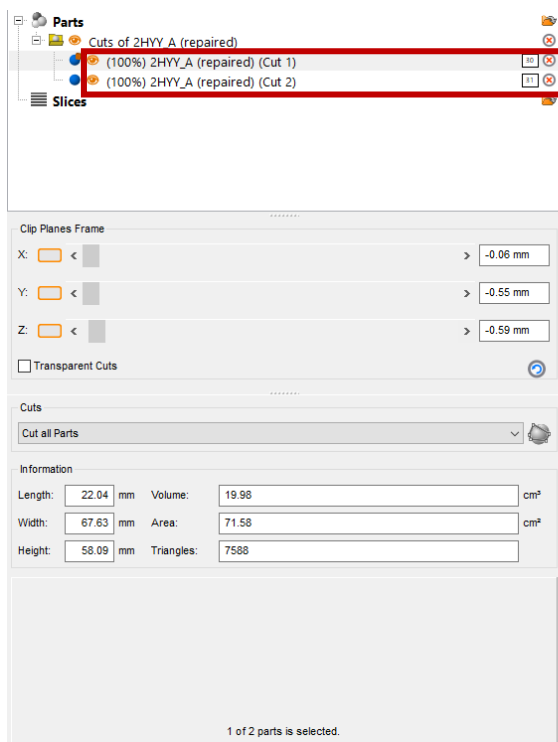 Parts
Cuts of 2HYY_A (repaired)
(100%) 2HYY_A (repaired) (Cut 1) 30
(100%) 2HYY_A (repaired) (Cut 2) 31
Slices
Clip Planes Frame
X: < > -0.06 mm
Y: < > -0.55 mm
Z: < > -0.59 mm
Transparent Cuts
Cuts
Cut all Parts
Information
Length: 22.04 mm Volume: 19.98 cm³
Width: 67.63 mm Area: 71.58 cm²
Height: 58.09 mm Triangles: 7588
1 of 2 parts is selected.